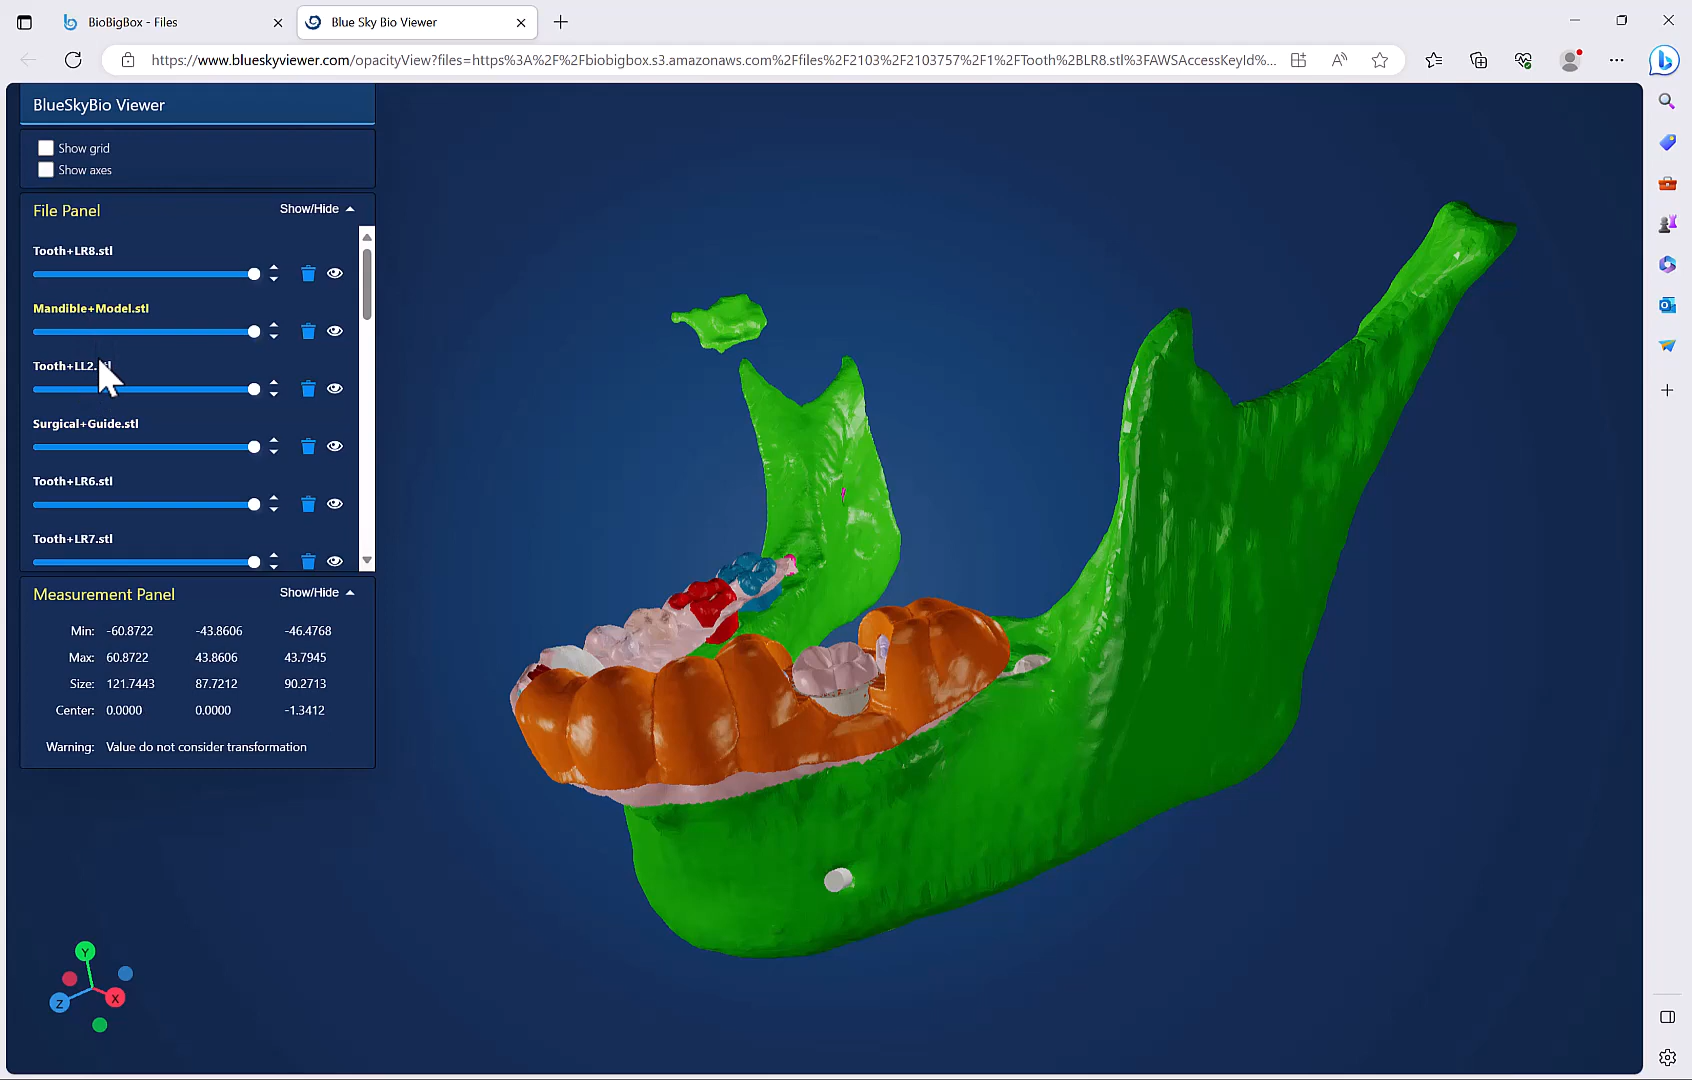 BioBigBox - Files
Blue Sky Bio Viewer
https://www.blueskyviewer.com/opacityView?files=https%3A%2F%2Fbiobigbox.s3.amazonaws.com%2Ffiles%2F2103%2F2103757%2F1%2FTooth%2BLR8.stl%3FAWSAccessKeyId%...
BlueSkyBio Viewer
Show grid
Show axes
File Panel Show/Hide
Tooth+LR8.stl
Mandible+Model.stl
Tooth+LL2.
Surgical+Guide.stl
Tooth+LR6.stl
Tooth+LR7.stl
Measurement Panel Show/Hide
Min: -60.8722 -43.8606 -46.4768
Max: 60.8722 43.8606 43.7945
Size: 121.7443 87.7212 90.2713
Center: 0.0000 0.0000 -1.3412
Warning: Value do not consider transformation
Y
Z
X